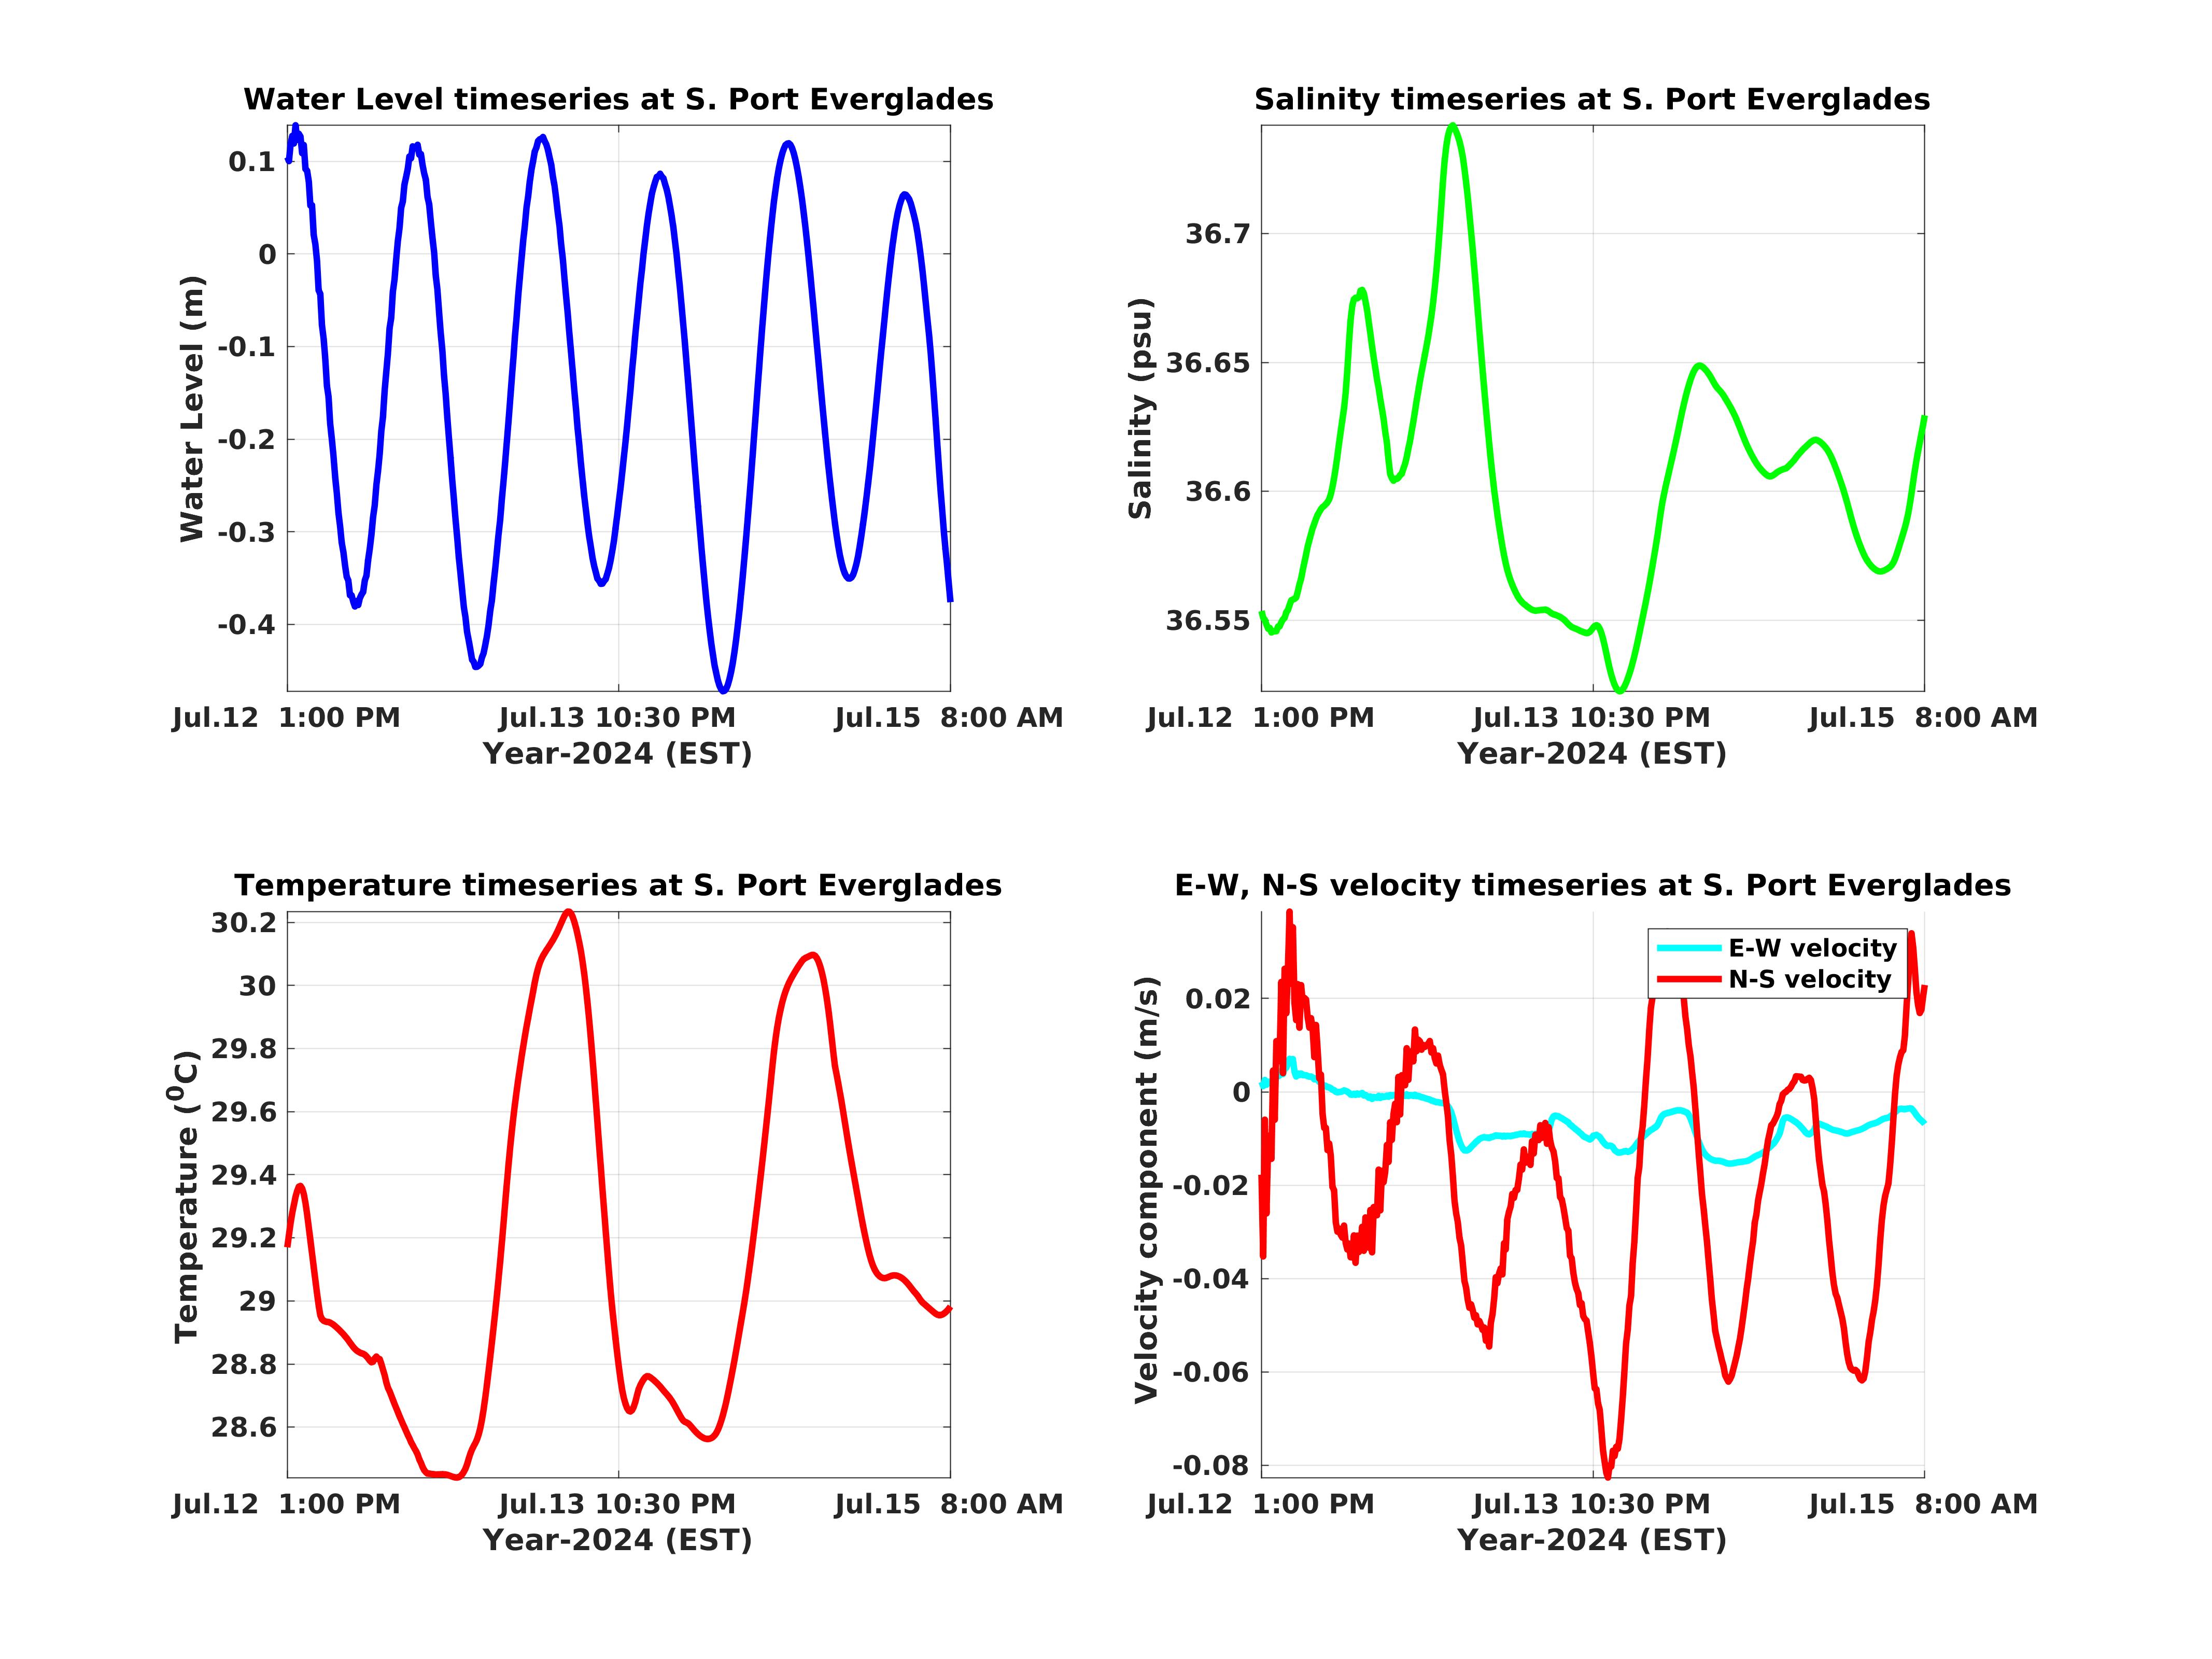 Water Level timeseries at S. Port Everglades
0.1
0
-0.1
-0.2
-0.3
-0.4
Water Level (m)
Jul.12 1:00 PM
Jul.13 10:30 PM
Jul.15 8:00 AM
Year-2024 (EST)
Salinity timeseries at S. Port Everglades
36.7
36.65
36.6
36.55
Salinity (psu)
Jul.12 1:00 PM
Jul.13 10:30 PM
Jul.15 8:00 AM
Year-2024 (EST)
Temperature timeseries at S. Port Everglades
30.2
30
29.8
29.6
29.4
29.2
29
28.8
28.6
Temperature (⁰C)
Jul.12 1:00 PM
Jul.13 10:30 PM
Jul.15 8:00 AM
Year-2024 (EST)
E-W, N-S velocity timeseries at S. Port Everglades
E-W velocity
N-S velocity
0.02
0
-0.02
-0.04
-0.06
-0.08
Velocity component (m/s)
Jul.12 1:00 PM
Jul.13 10:30 PM
Jul.15 8:00 AM
Year-2024 (EST)